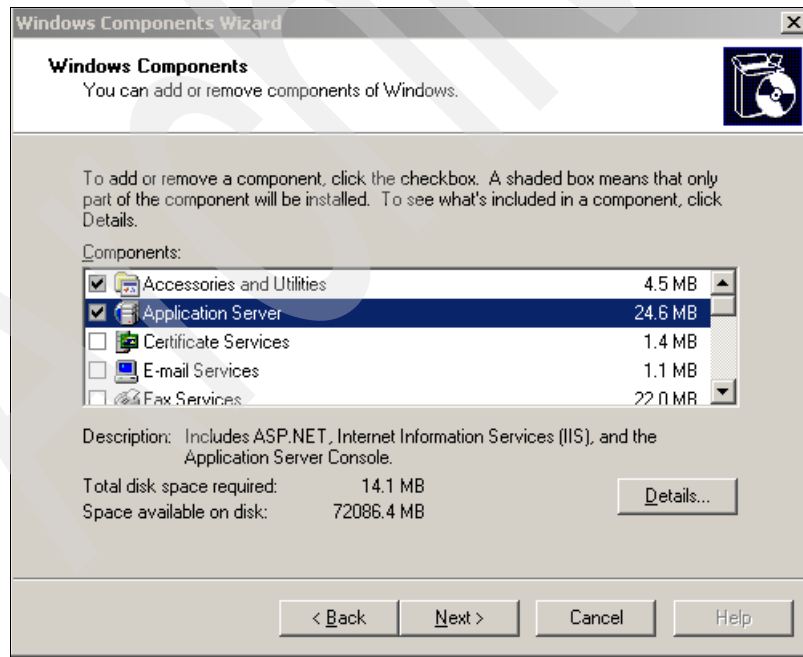 Windows Components Wizard
Windows Components
You can add or remove components of Windows.
To add or remove a component, click the checkbox. A shaded box means that only
part of the component will be installed. To see what's included in a component, click
Details.
Components:
Accessories and Utilities 4.5 MB
Application Server 24.6 MB
Certificate Services 1.4 MB
E-mail Services 1.1 MB
Fax Services 22.0 MB
Description: Includes ASP.NET, Internet Information Services (IIS), and the
Application Server Console.
Total disk space required: 14.1 MB
Space available on disk: 72086.4 MB
Details...
< Back Next > Cancel Help